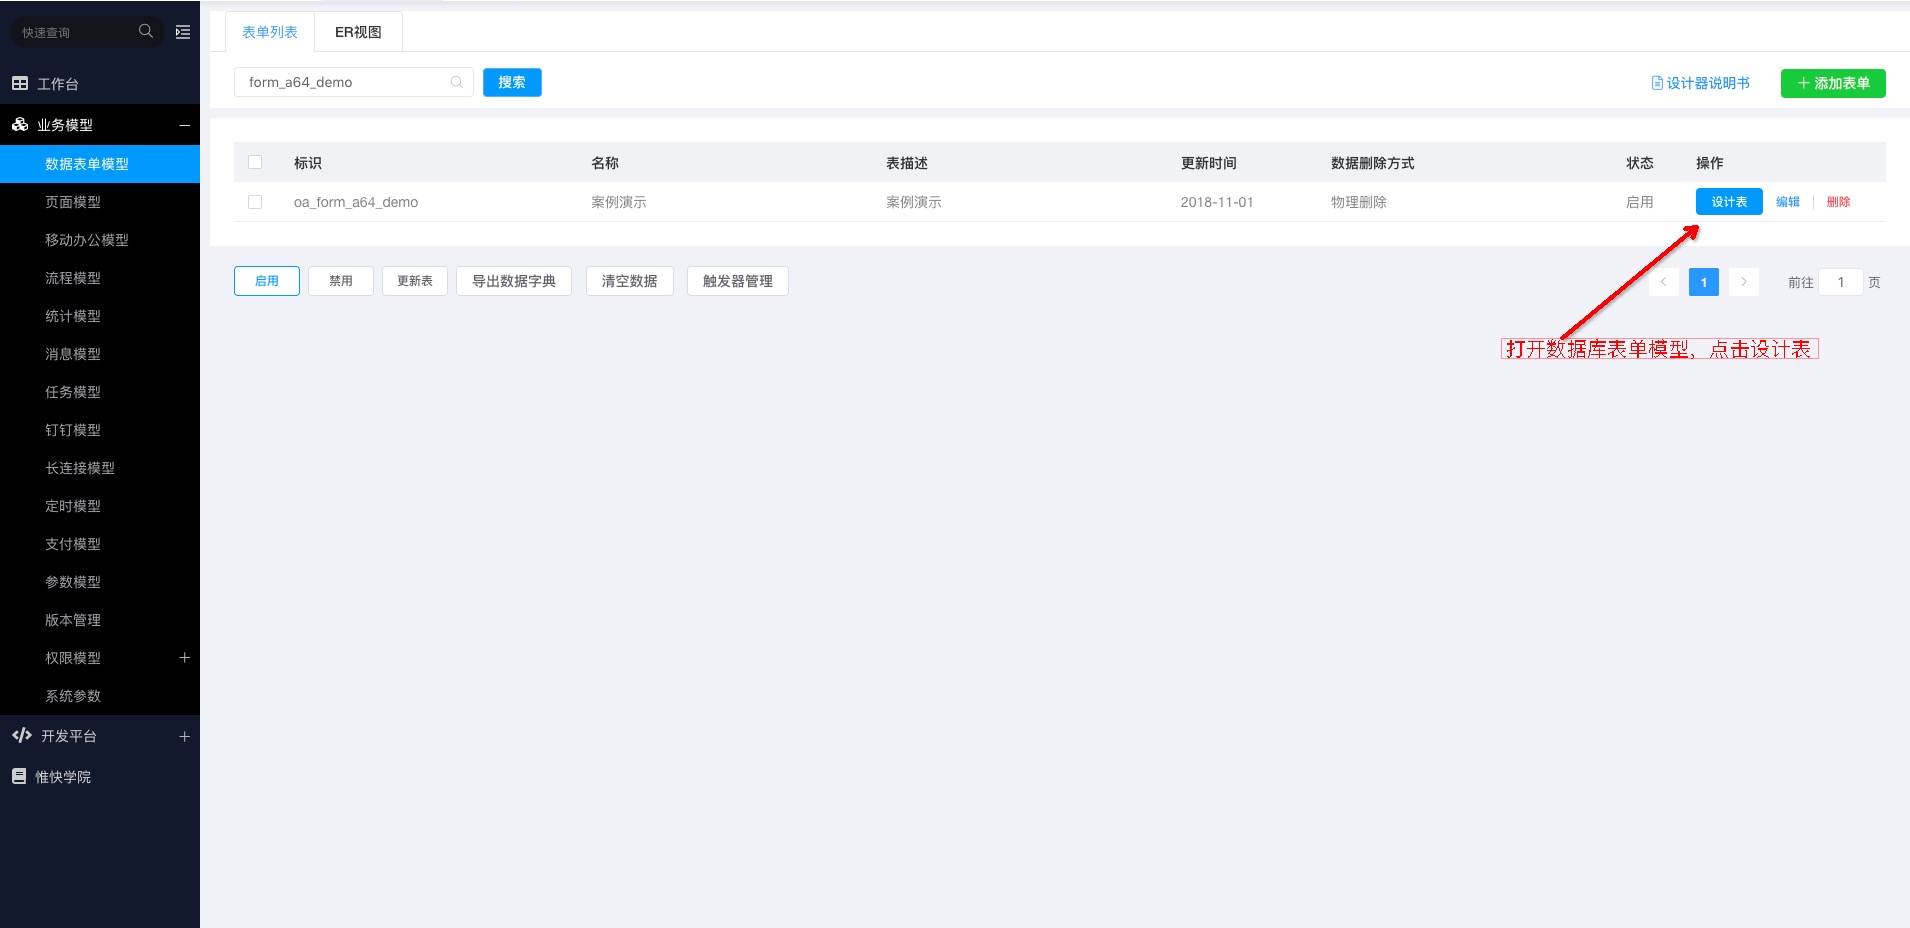 快速查询
工作台
业务模型
数据表单模型
页面模型
移动办公模型
流程模型
统计模型
消息模型
任务模型
钉钉模型
长连接模型
定时模型
支付模型
参数模型
版本管理
权限模型
系统参数
开发平台
惟快学院
表单列表 ER视图
form_a64_demo 搜索 设计器说明书 添加表单
标识 名称 表描述 更新时间 数据删除方式 状态 操作
oa_form_a64_demo 案例演示 案例演示 2018-11-01 物理删除 启用 设计表 编辑 删除
启用 禁用 更新表 导出数据字典 清空数据 触发器管理 1 前往 1 页
打开数据库表单模型，点击设计表